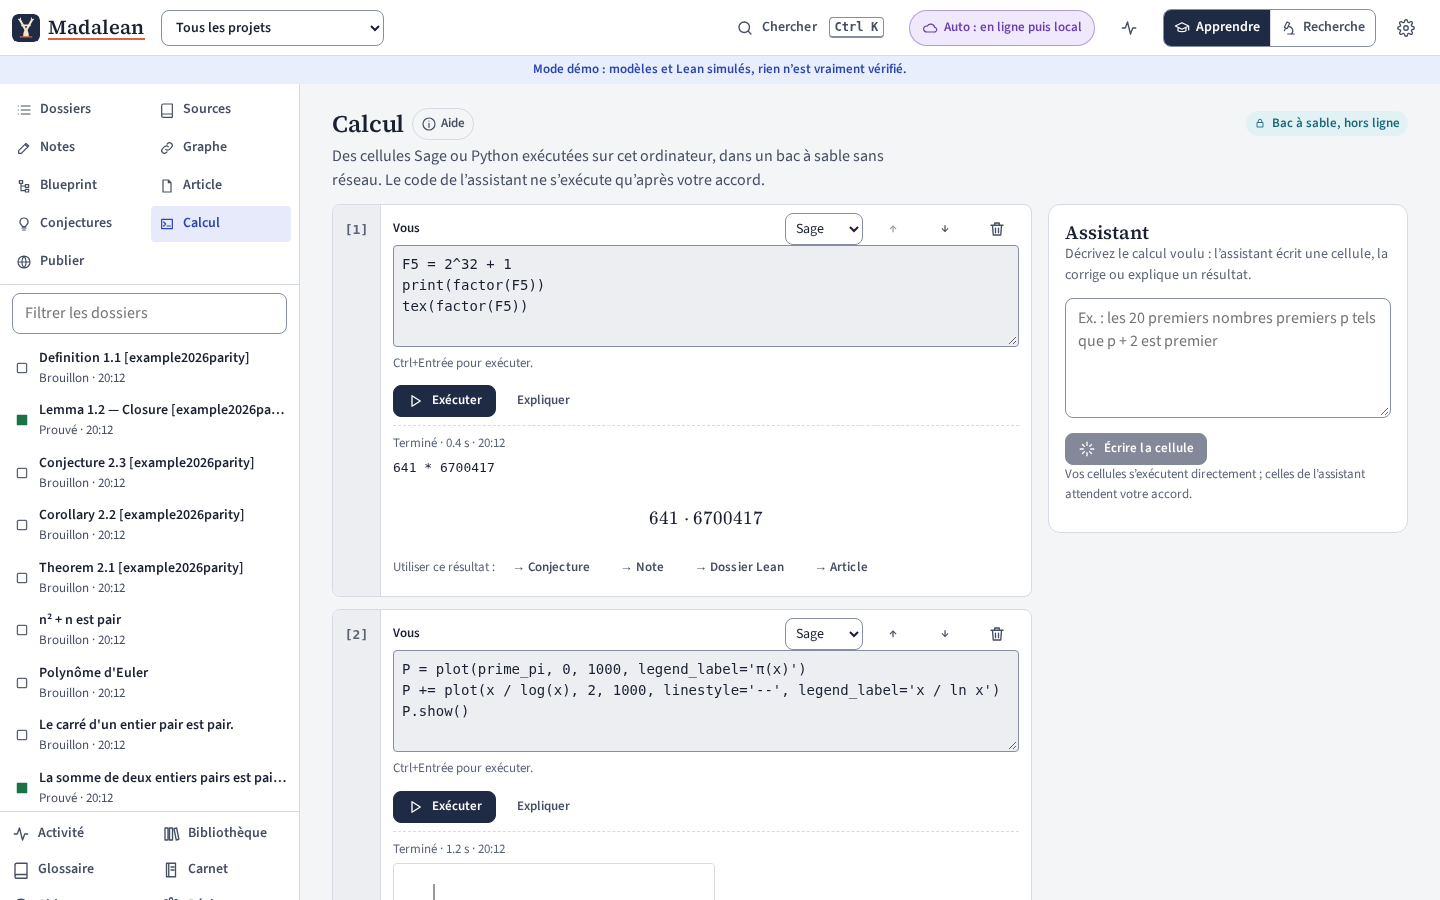 Madalean
Tous les projets
Chercher
Ctrl K
Auto : en ligne puis local
Apprendre
Recherche
Mode démo : modèles et Lean simulés, rien n’est vraiment vérifié.
Dossiers
Sources
Notes
Graphe
Blueprint
Article
Conjectures
Calcul
Publier
Filtrer les dossiers
Definition 1.1 [example2026parity]
Brouillon · 20:12
Lemma 1.2 — Closure [example2026pa…
Prouvé · 20:12
Conjecture 2.3 [example2026parity]
Brouillon · 20:12
Corollary 2.2 [example2026parity]
Brouillon · 20:12
Theorem 2.1 [example2026parity]
Brouillon · 20:12
n² + n est pair
Brouillon · 20:12
Polynôme d'Euler
Brouillon · 20:12
Le carré d'un entier pair est pair.
Brouillon · 20:12
La somme de deux entiers pairs est pai…
Prouvé · 20:12
Activité
Bibliothèque
Glossaire
Carnet
Calcul
Aide
Bac à sable, hors ligne
Des cellules Sage ou Python exécutées sur cet ordinateur, dans un bac à sable sans
réseau. Le code de l’assistant ne s’exécute qu’après votre accord.
[1]
Vous
Sage
↑
↓
F5 = 2^32 + 1
print(factor(F5))
tex(factor(F5))
Ctrl+Entrée pour exécuter.
Exécuter
Expliquer
Terminé · 0.4 s · 20:12
641 * 6700417
641 · 6700417
Utiliser ce résultat :
→ Conjecture
→ Note
→ Dossier Lean
→ Article
[2]
Vous
Sage
↑
↓
P = plot(prime_pi, 0, 1000, legend_label='π(x)')
P += plot(x / log(x), 2, 1000, linestyle='--', legend_label='x / ln x')
P.show()
Ctrl+Entrée pour exécuter.
Exécuter
Expliquer
Terminé · 1.2 s · 20:12
Assistant
Décrivez le calcul voulu : l’assistant écrit une cellule, la
corrige ou explique un résultat.
Ex. : les 20 premiers nombres premiers p tels
que p + 2 est premier
Écrire la cellule
Vos cellules s’exécutent directement ; celles de l’assistant
attendent votre accord.